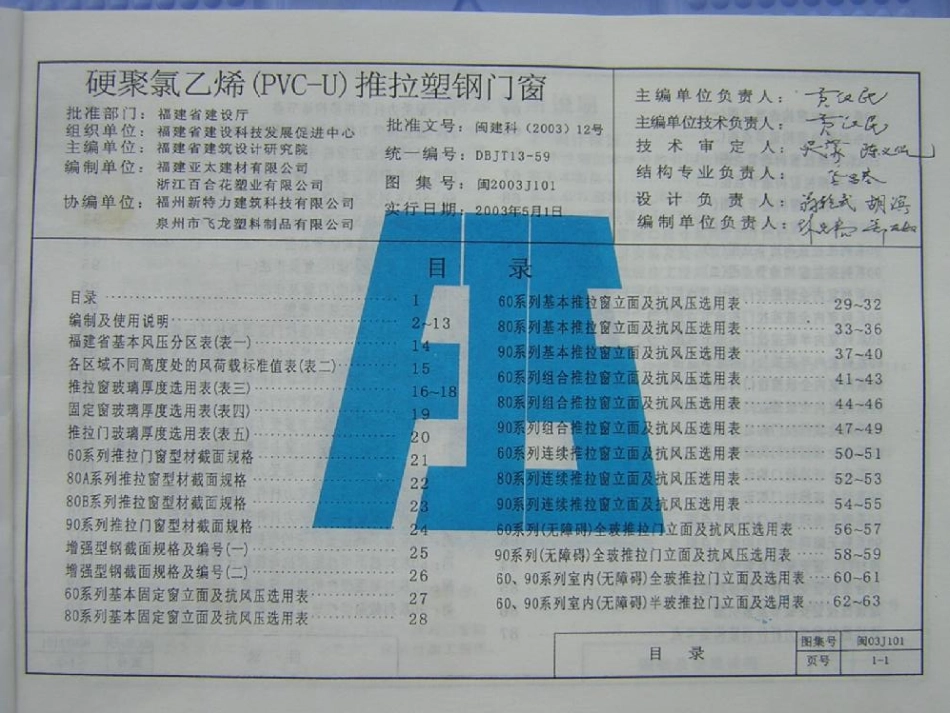 硬聚氯乙烯(PVC-U)推拉塑钢门窗
批准部门：福建省建设厅
组织单位：福建省建设科技发展促进中心
主编单位：福建省建筑设计研究院
编制单位：福建亚太建材有限公司
浙江百合花塑业有限公司
协编单位：福州新特力建筑科技有限公司
泉州市飞龙塑料制品有限公司
批准文号：闽建科（2003）12号
统一编号：DBJT13-59
图 集 号：闽2003J101
实行日期：2003年5月1日
主编单位负责人：
主编单位技术负责人：
技 术 审 定 人：
结构专业负责人：
设 计 负 责 人：
编制单位负责人：
目 录
目录 1
编制及使用说明 2~13
福建省基本风压分区表(表一) 14
各区域不同高度处的风荷载标准值表(表二) 15
推拉窗玻璃厚度选用表(表三) 16~18
固定窗玻璃厚度选用表(表四) 19
推拉门玻璃厚度选用表(表五) 20
60系列推拉门窗型材截面规格 21
80A系列推拉窗型材截面规格 22
80B系列推拉窗型材截面规格 23
90系列推拉门窗型材截面规格 24
增强型钢截面规格及编号(一) 25
增强型钢截面规格及编号(二) 26
60系列基本固定窗立面及抗风压选用表 27
80系列基本固定窗立面及抗风压选用表 28
60系列基本推拉窗立面及抗风压选用表 29~32
80系列基本推拉窗立面及抗风压选用表 33~36
90系列基本推拉窗立面及抗风压选用表 37~40
60系列组合推拉窗立面及抗风压选用表 41~43
80系列组合推拉窗立面及抗风压选用表 44~46
90系列组合推拉窗立面及抗风压选用表 47~49
60系列连续推拉窗立面及抗风压选用表 50~51
80系列连续推拉窗立面及抗风压选用表 52~53
90系列连续推拉窗立面及抗风压选用表 54~55
60系列(无障碍)全玻推拉门立面及抗风压选用表 56~57
90系列(无障碍)全玻推拉门立面及抗风压选用表 58~59
60、90系列室内(无障碍)全玻推拉门立面及选用表 60~61
60、90系列室内(无障碍)半玻推拉门立面及选用表 62~63
目 录
图集号 闽03J101
页号 1-1